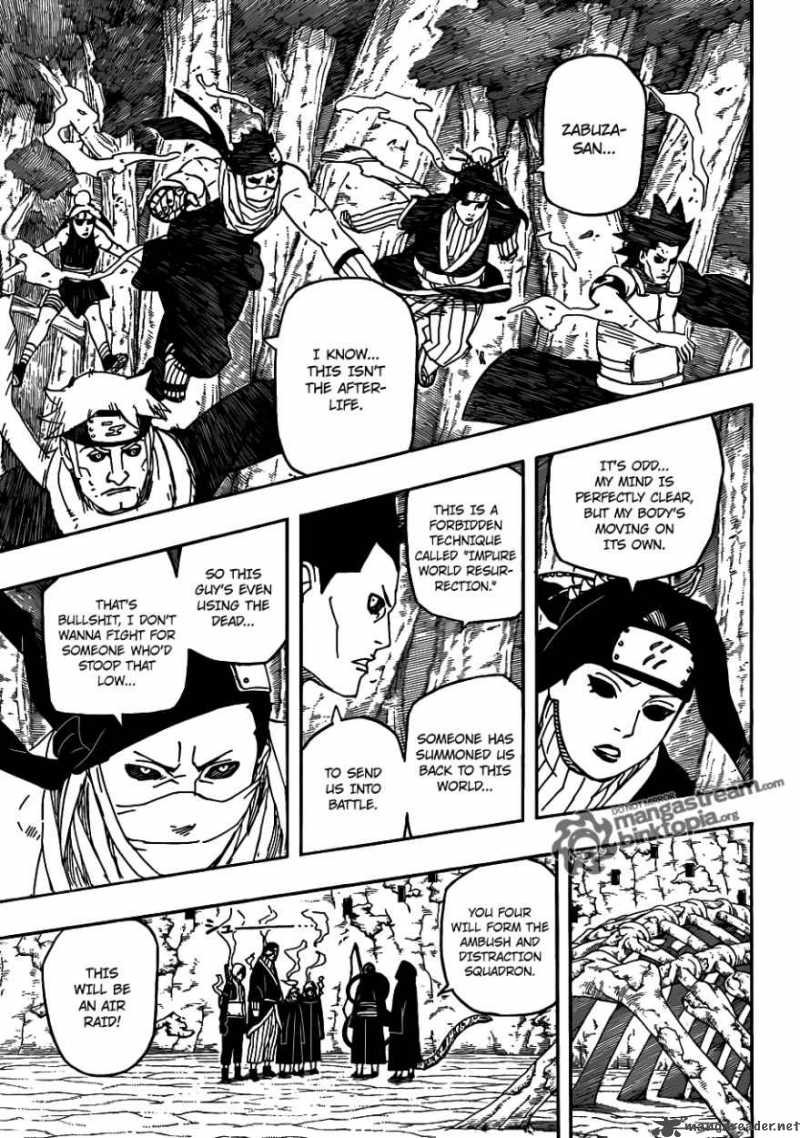 ZABUZA-
SAN...
I KNOW...
THIS ISN'T
THE AFTER-
LIFE.
IT'S ODD...
MY MIND IS
PERFECTLY CLEAR,
BUT MY BODY'S
MOVING ON
ITS OWN.
THIS IS A
FORBIDDEN
TECHNIQUE
CALLED "IMPURE
WORLD RESUR-
RECTION."
SOMEONE HAS
SUMMONED US
BACK TO THIS
WORLD...
TO SEND
US INTO
BATTLE.
SO THIS
GUY'S EVEN
USING THE
DEAD...
THAT'S
BULLSHIT, I DON'T
WANNA FIGHT FOR
SOMEONE WHO'D
STOOP THAT
LOW...
mangastream.com
binktopia.org
YOU FOUR
WILL FORM THE
AMBUSH AND
DISTRACTION
SQUADRON.
THIS
WILL BE
AN AIR
RAID!
mangareader.net